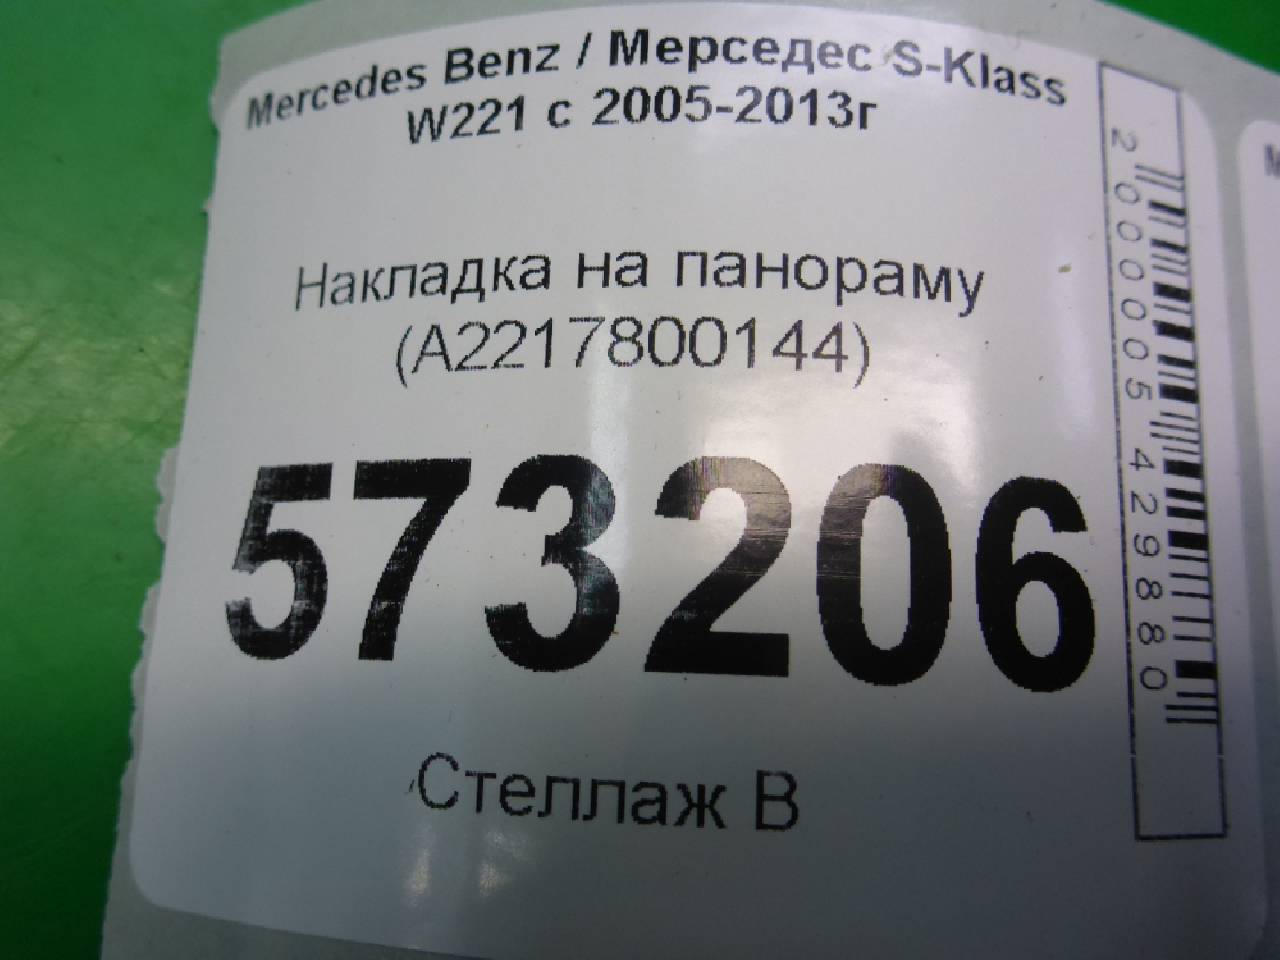 Mercedes Benz / Мерседес S-Klass
W221 с 2005-2013г
Накладка на панораму
(A2217800144)
573206
Стеллаж В
2000005429880